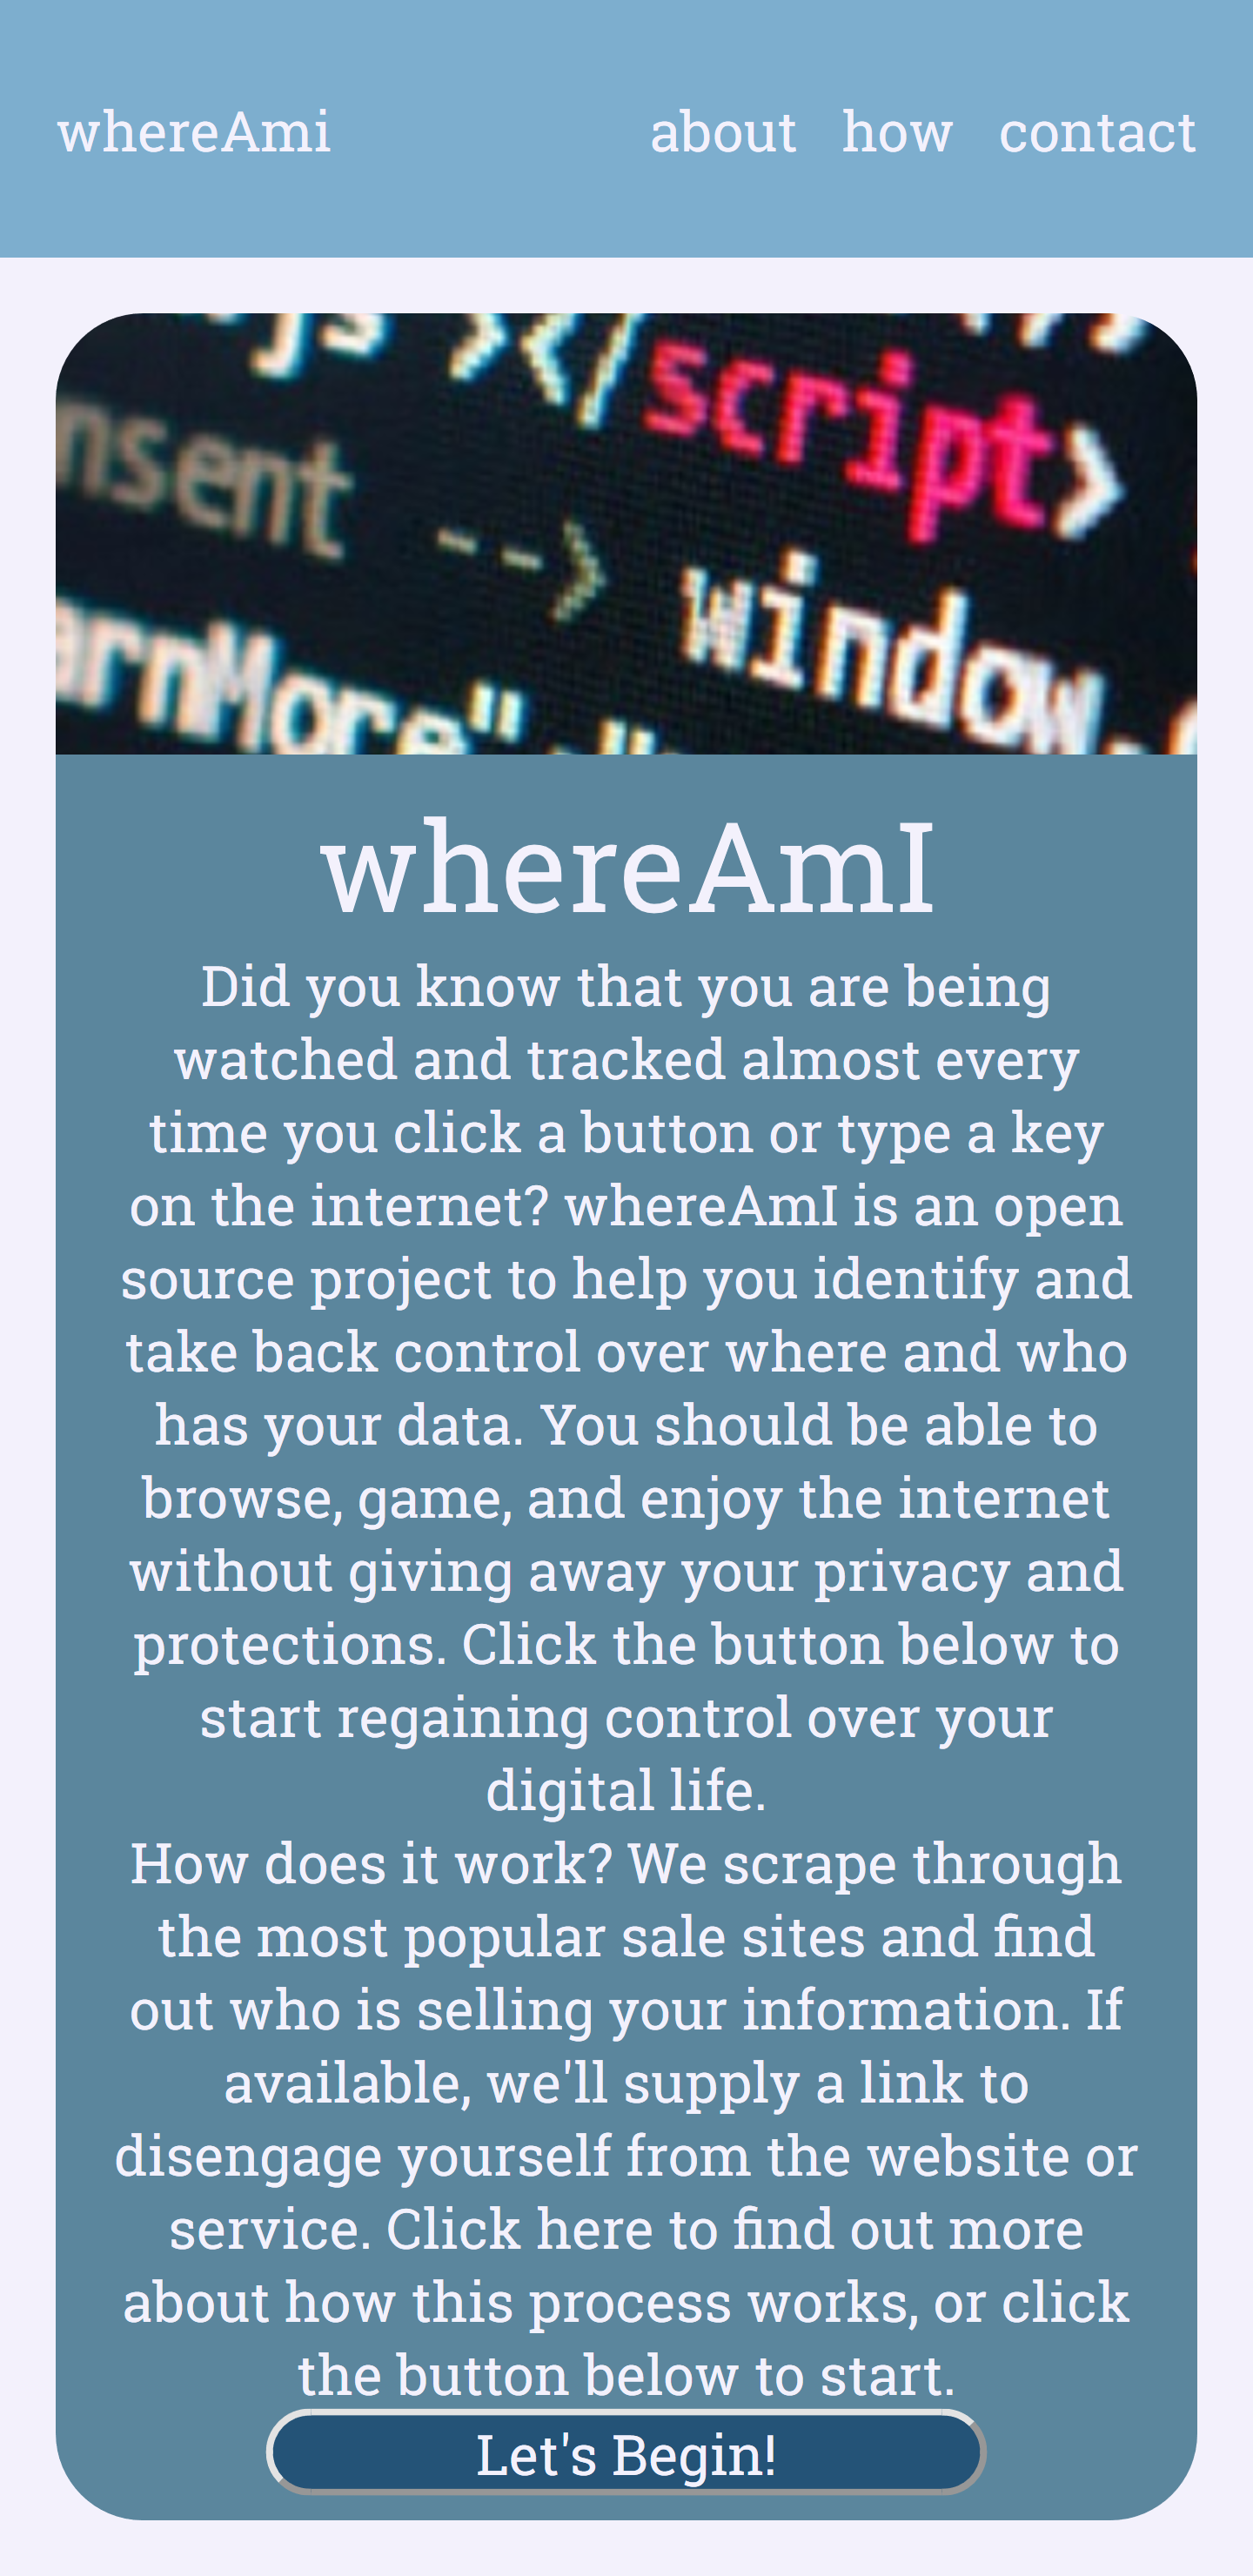 whereAmi about how contact
script>
nsent -->
window.
arnMore"
whereAmI
Did you know that you are being
watched and tracked almost every
time you click a button or type a key
on the internet? whereAmI is an open
source project to help you identify and
take back control over where and who
has your data. You should be able to
browse, game, and enjoy the internet
without giving away your privacy and
protections. Click the button below to
start regaining control over your
digital life.
How does it work? We scrape through
the most popular sale sites and find
out who is selling your information. If
available, we'll supply a link to
disengage yourself from the website or
service. Click here to find out more
about how this process works, or click
the button below to start.
Let's Begin!